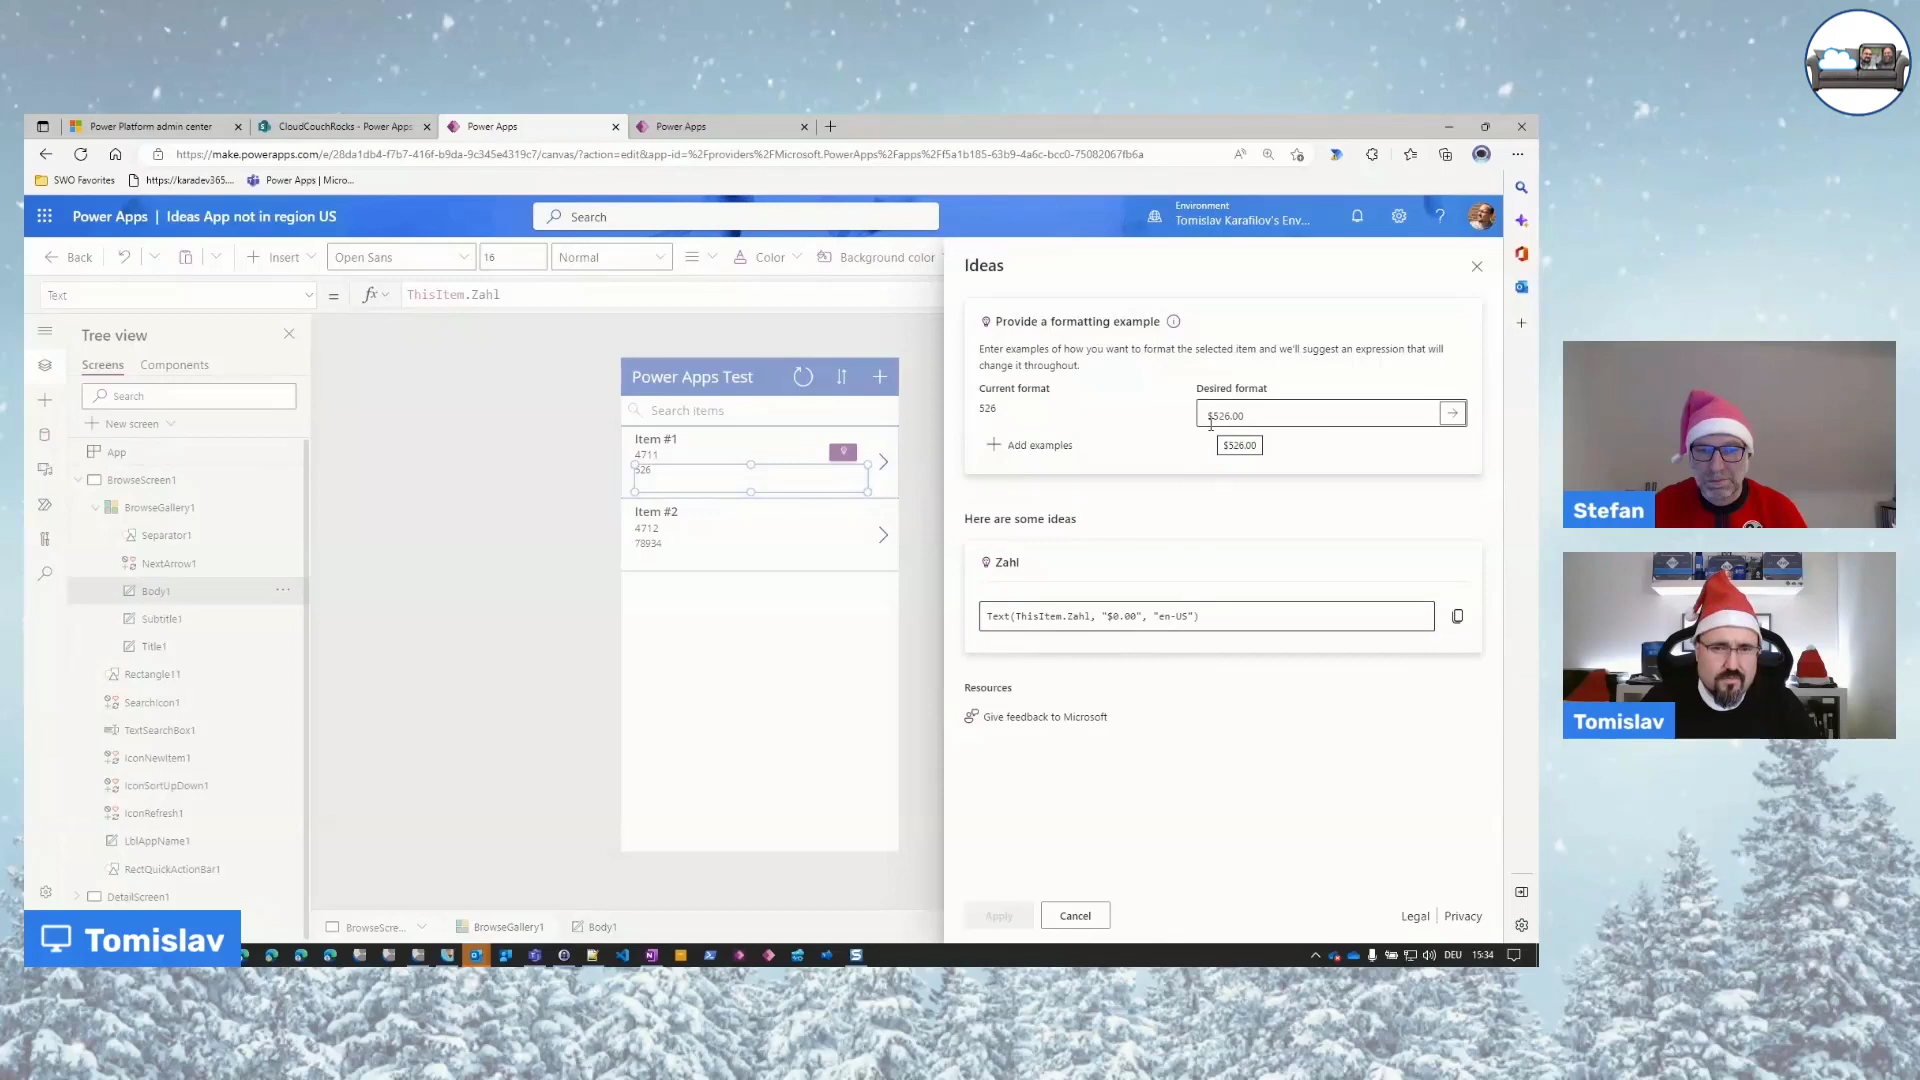 Power Platform admin center
CloudCouchRocks - Power Apps
Power Apps
Power Apps
https://make.powerapps.com/e/28da1db4-f7b7-416f-b9da-9c345e4319c7/canvas/?action=edit&app-id=%2Fproviders%2FMicrosoft.PowerApps%2Fapps%2Ff5a1b185-63b9-4a6c-bcc0-75082067fb6a
SWO Favorites
https://karadev365....
Power Apps | Micro...
Power Apps | Ideas App not in region US
Search
Environment
Tomislav Karafilov's Env...
Back
Insert
Open Sans
16
Normal
Color
Background color
Text
= fx
ThisItem.Zahl
Tree view
Screens
Components
Search
New screen
App
BrowseScreen1
BrowseGallery1
Separator1
NextArrow1
Body1
Subtitle1
Title1
Rectangle11
SearchIcon1
TextSearchBox1
IconNewItem1
IconSortUpDown1
IconRefresh1
LblAppName1
RectQuickActionBar1
DetailScreen1
Power Apps Test
Search items
Item #1
4711
526
Item #2
4712
78934
BrowseScre...
BrowseGallery1
Body1
Ideas
Provide a formatting example
Enter examples of how you want to format the selected item and we'll suggest an expression that will
change it throughout.
Current format
Desired format
526
$526.00
Add examples
$526.00
Here are some ideas
Zahl
Text(ThisItem.Zahl, "$0.00", "en-US")
Resources
Give feedback to Microsoft
Apply
Cancel
Legal
Privacy
DEU
15:34
Stefan
Tomislav
Tomislav